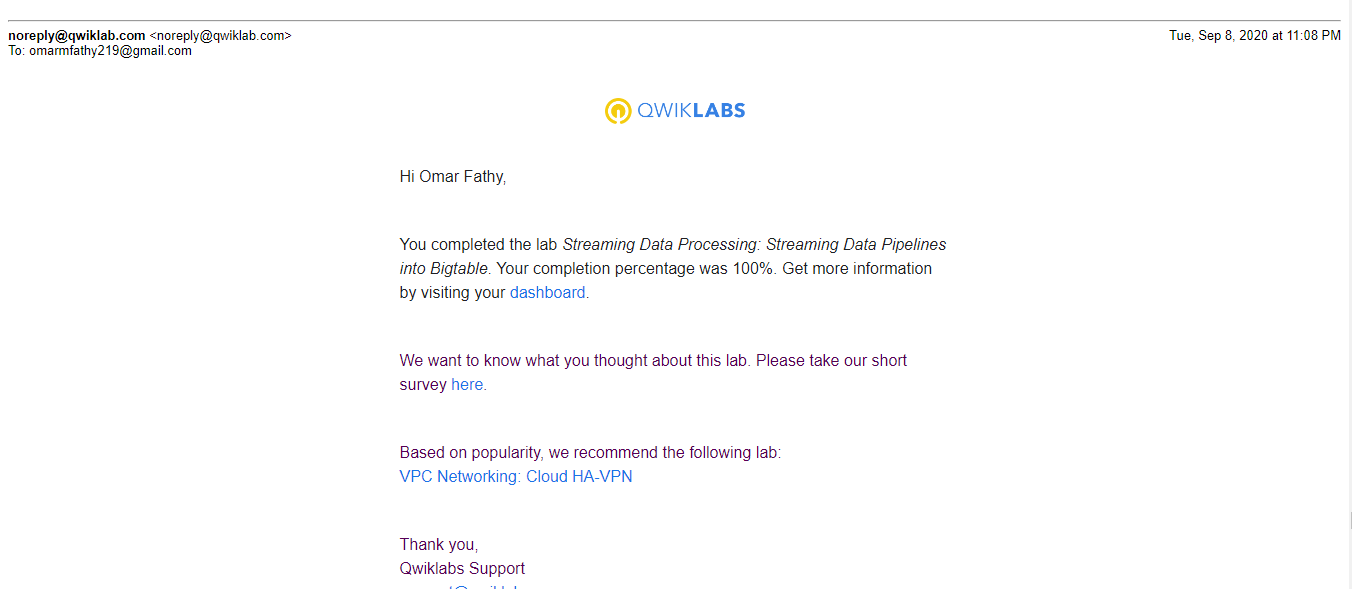 noreply@qwiklab.com <noreply@qwiklab.com>
Tue, Sep 8, 2020 at 11:08 PM
To: omarmfathy219@gmail.com
QWIKLABS
Hi Omar Fathy,
You completed the lab Streaming Data Processing: Streaming Data Pipelines
into Bigtable. Your completion percentage was 100%. Get more information
by visiting your dashboard.
We want to know what you thought about this lab. Please take our short
survey here.
Based on popularity, we recommend the following lab:
VPC Networking: Cloud HA-VPN
Thank you,
Qwiklabs Support